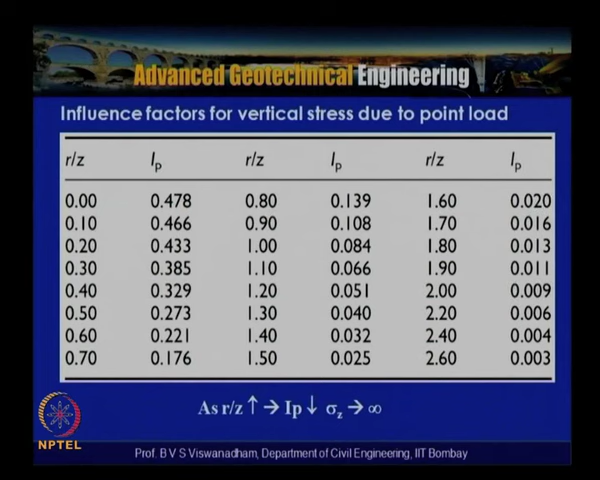 Advanced Geotechnical Engineering
Influence factors for vertical stress due to point load
r/z Ip r/z Ip r/z Ip
0.00 0.478 0.80 0.139 1.60 0.020
0.10 0.466 0.90 0.108 1.70 0.016
0.20 0.433 1.00 0.084 1.80 0.013
0.30 0.385 1.10 0.066 1.90 0.011
0.40 0.329 1.20 0.051 2.00 0.009
0.50 0.273 1.30 0.040 2.20 0.006
0.60 0.221 1.40 0.032 2.40 0.004
0.70 0.176 1.50 0.025 2.60 0.003
As r/z ↑ → Ip ↓ σz → ∞
NPTEL
Prof. B V S Viswanadham, Department of Civil Engineering, IIT Bombay